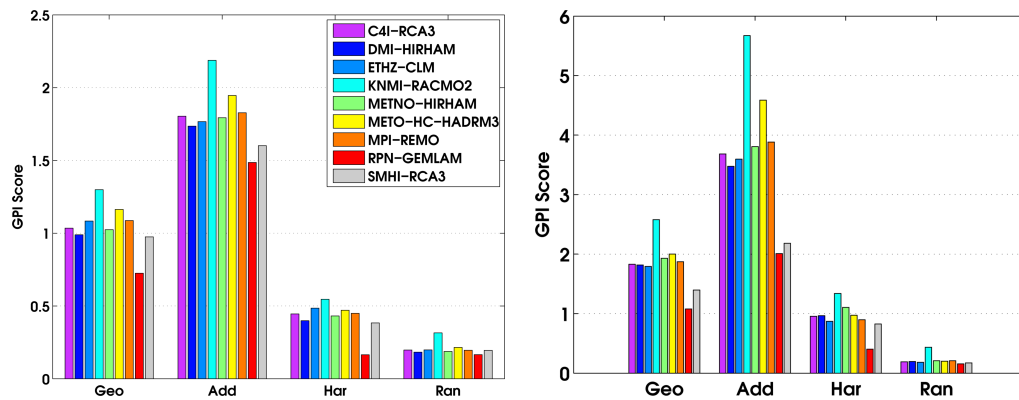 2.5
2
1.5
1
0.5
0
GPI Score
Geo Add Har Ran
C4I−RCA3
DMI−HIRHAM
ETHZ−CLM
KNMI−RACMO2
METNO−HIRHAM
METO−HC−HADRM3
MPI−REMO
RPN−GEMLAM
SMHI−RCA3
6
5
4
3
2
1
0
GPI Score
Geo Add Har Ran